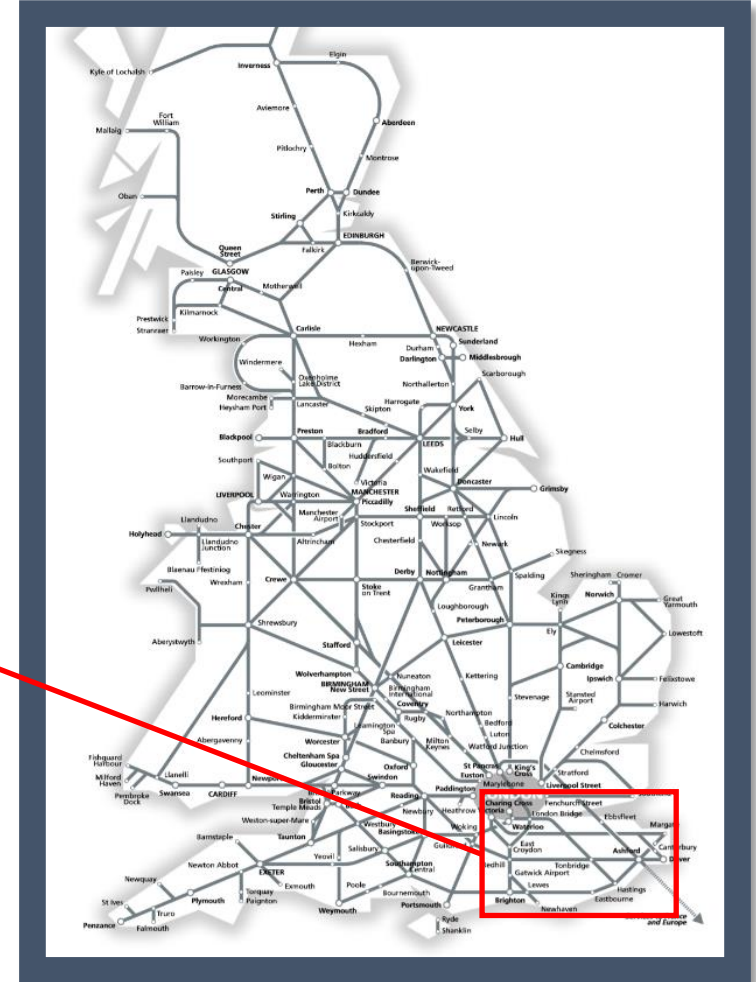 Elgin
Inverness
Kyle of Lochalsh
Aviemore
Fort
William
Aberdeen
Mallaig
Pitlochry
Montrose
Perth
Dundee
Oban
Stirling
Kirkcaldy
EDINBURGH
Queen
Street
Falkirk
Berwick-
upon-Tweed
Paisley
GLASGOW
Central
Motherwell
Prestwick
Kilmarnock
Stranraer
Carlisle
NEWCASTLE
Workington
Hexham
Sunderland
Durham
Darlington
Middlesbrough
Windermere
Scarborough
Oxenholme
Lake District
Barrow-in-Furness
Northallerton
Morecambe
Heysham Port
Lancaster
Harrogate
York
Skipton
Blackpool
Preston
Bradford
Selby
Hull
Blackburn
LEEDS
Huddersfield
Southport
Bolton
Wakefield
Wigan
Victoria
Doncaster
Grimsby
LIVERPOOL
Warrington
MANCHESTER
Piccadilly
Manchester
Airport
Sheffield
Retford
Lincoln
Llandudno
Stockport
Worksop
Holyhead
Chester
Llandudno
Junction
Altrincham
Chesterfield
Newark
Skegness
Blaenau Ffestiniog
Derby
Nottingham
Spalding
Sheringham
Cromer
Pwllheli
Wrexham
Crewe
Stoke
on Trent
Grantham
Kings
Lynn
Norwich
Great
Yarmouth
Loughborough
Shrewsbury
Peterborough
Ely
Lowestoft
Aberystwyth
Stafford
Leicester
Cambridge
Wolverhampton
Nuneaton
Kettering
Ipswich
Felixstowe
BIRMINGHAM
New Street
Birmingham
International
Leominster
Stevenage
Stansted
Airport
Harwich
Birmingham Moor Street
Coventry
Hereford
Kidderminster
Rugby
Northampton
Colchester
Leamington
Spa
Bedford
Abergavenny
Worcester
Banbury
Milton
Keynes
Luton
Cheltenham Spa
Watford Junction
Chelmsford
Fishguard
Harbour
Gloucester
Oxford
St Pancras
King's
Cross
Llanelli
Newport
Swindon
Euston
Stratford
Milford
Haven
Parkway
Paddington
Marylebone
Liverpool Street
Pembroke
Dock
Swansea
CARDIFF
Bristol
Temple Meads
Reading
Heathrow
Victoria
Charing Cross
Fenchurch Street
Newbury
London Bridge
Ebbsfleet
Weston-super-Mare
Westbury
Basingstoke
Woking
Waterloo
Margate
Barnstaple
Taunton
East
Croydon
Canterbury
Yeovil
Salisbury
Ashford
Dover
Newton Abbot
EXETER
Southampton
Central
Redhill
Tonbridge
Gatwick Airport
Newquay
Exmouth
Poole
Lewes
Hastings
St Ives
Plymouth
Torquay
Paignton
Bournemouth
Portsmouth
Brighton
Eastbourne
Newhaven
Truro
Weymouth
Penzance
Falmouth
Ryde
Shanklin
and Europe